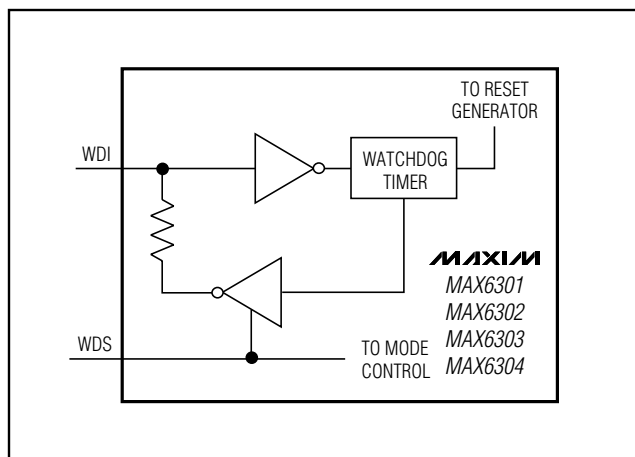 TO RESET
GENERATOR
WDI
WATCHDOG
TIMER
MAXIM
MAX6301
MAX6302
MAX6303
MAX6304
WDS
TO MODE
CONTROL